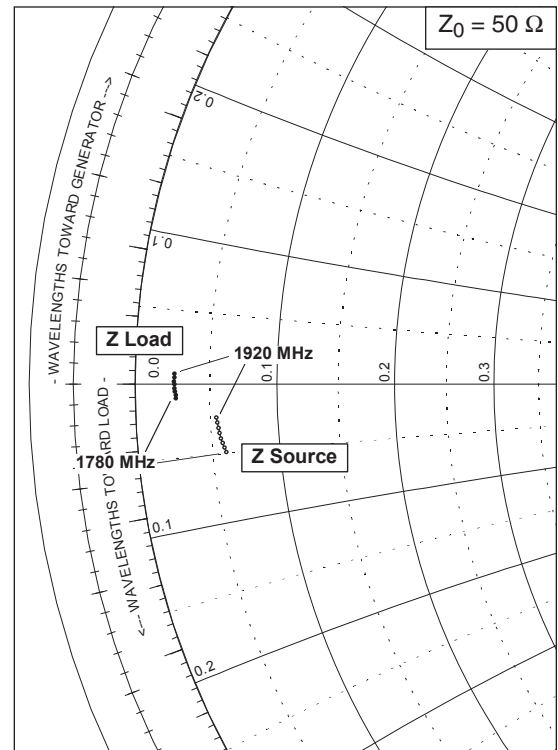 Z0 = 50 Ω
0.2
- WAVELENGTHS TOWARD GENERATOR --->
0.1
Z Load
1920 MHz
0.0
0.1
0.2
0.3
1780 MHz
Z Source
<--- WAVELENGTHS TOWARD LOAD -
0.1
0.2